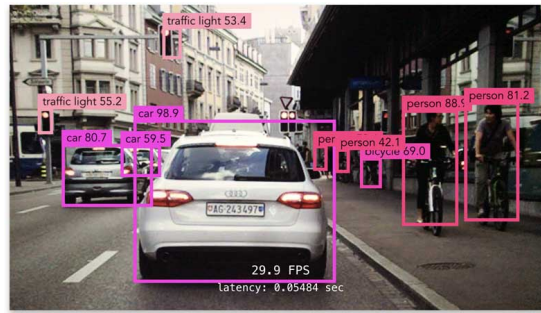 traffic light 53.4
traffic light 55.2
car 98.9
person 88.9
person 81.2
car 80.7
car 59.5
per
person 42.1
bicycle 69.0
AG·243497
29.9 FPS
latency: 0.05484 sec